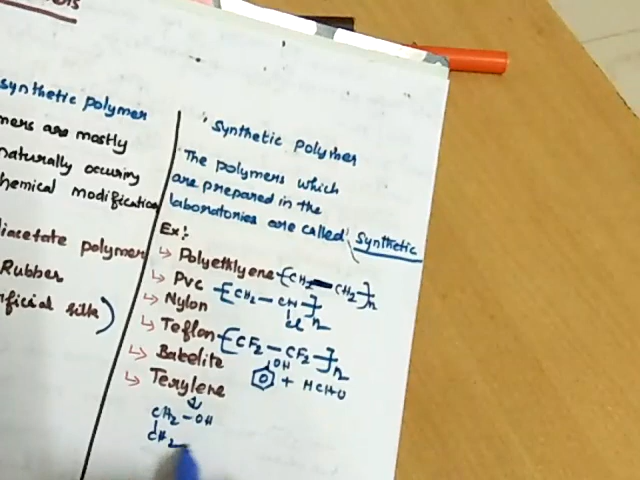 synthetic polymer
mers are mostly
naturally occuring
hemical modification
diacetate polymer
Rubber
ificial silk)
Synthetic polymer
The polymers which
are prepared in the
laboratories are called Synthetic
Ex:-
↳ Polyethlyene {CH2 — CH2}n
↳ PVC {CH2 — CH}n
Cl
↳ Nylon
↳ Teflon {CF2 — CF2}n
↳ Bakelite OH + HCHO
↳ Terylene
↓
CH2 — OH
CH2